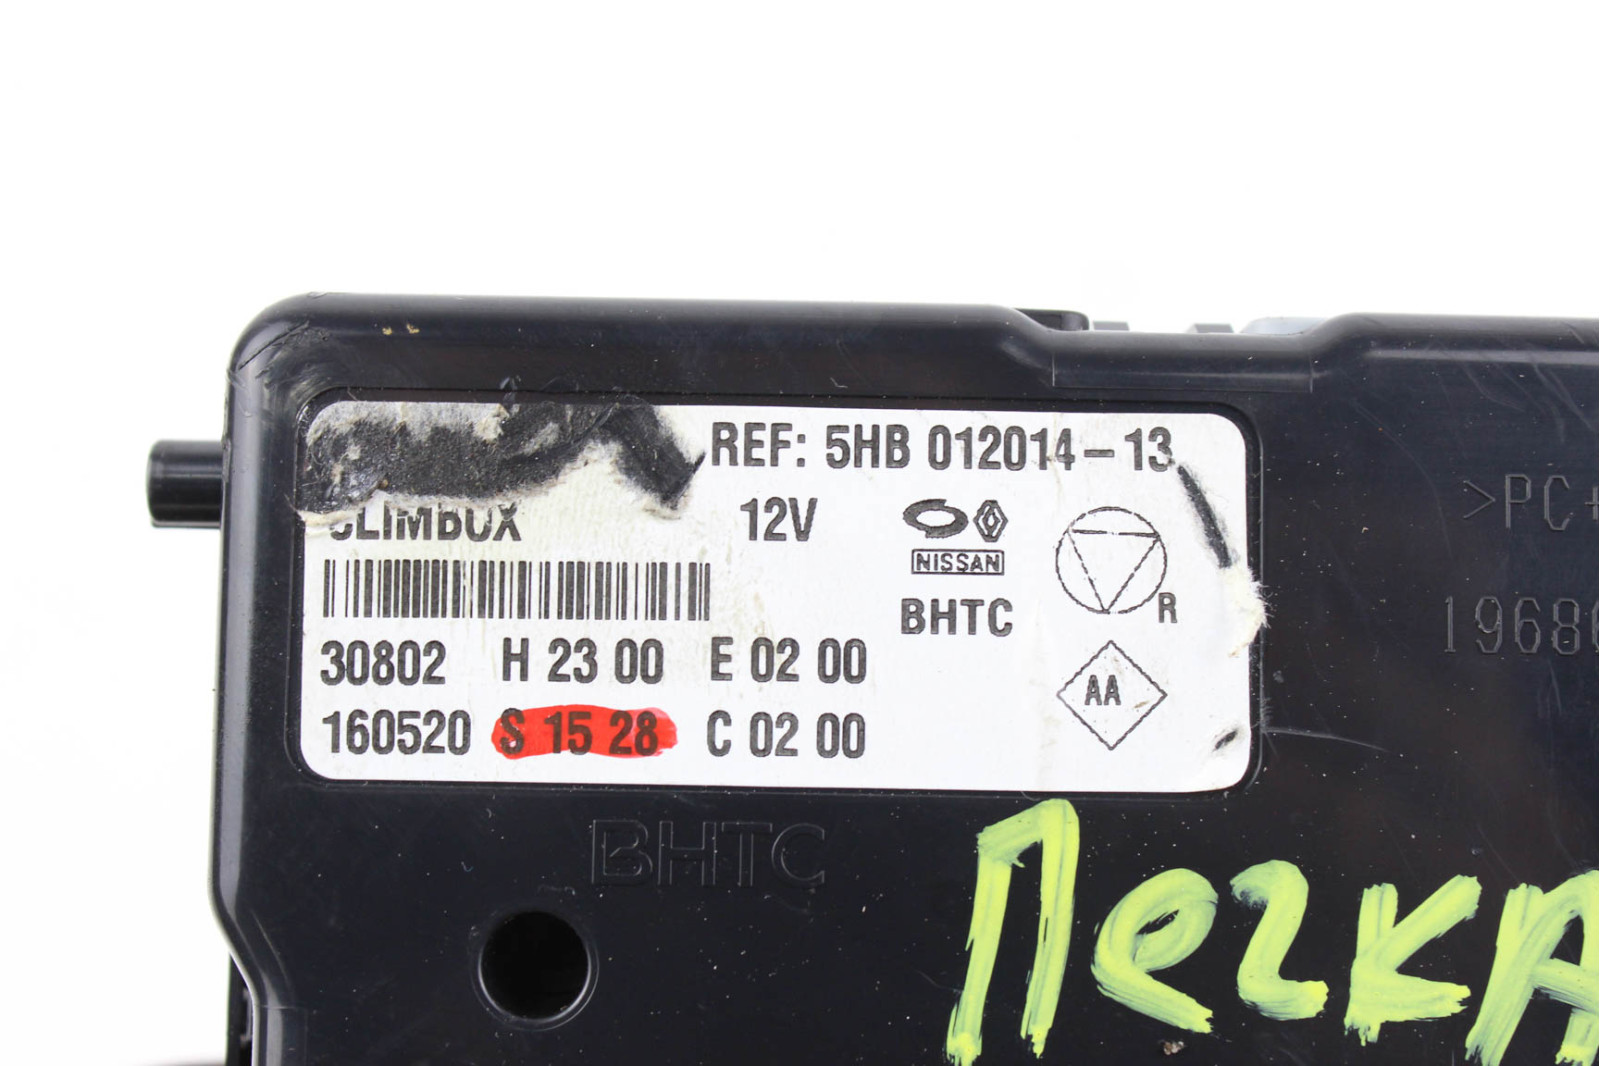 REF: 5HB 012014-13
CLIMBOX 12V
NISSAN
BHTC
R
30802 H 23 00 E 02 00
AA
160520 S 15 28 C 02 00
BHTC
>PC+
1968
Печка